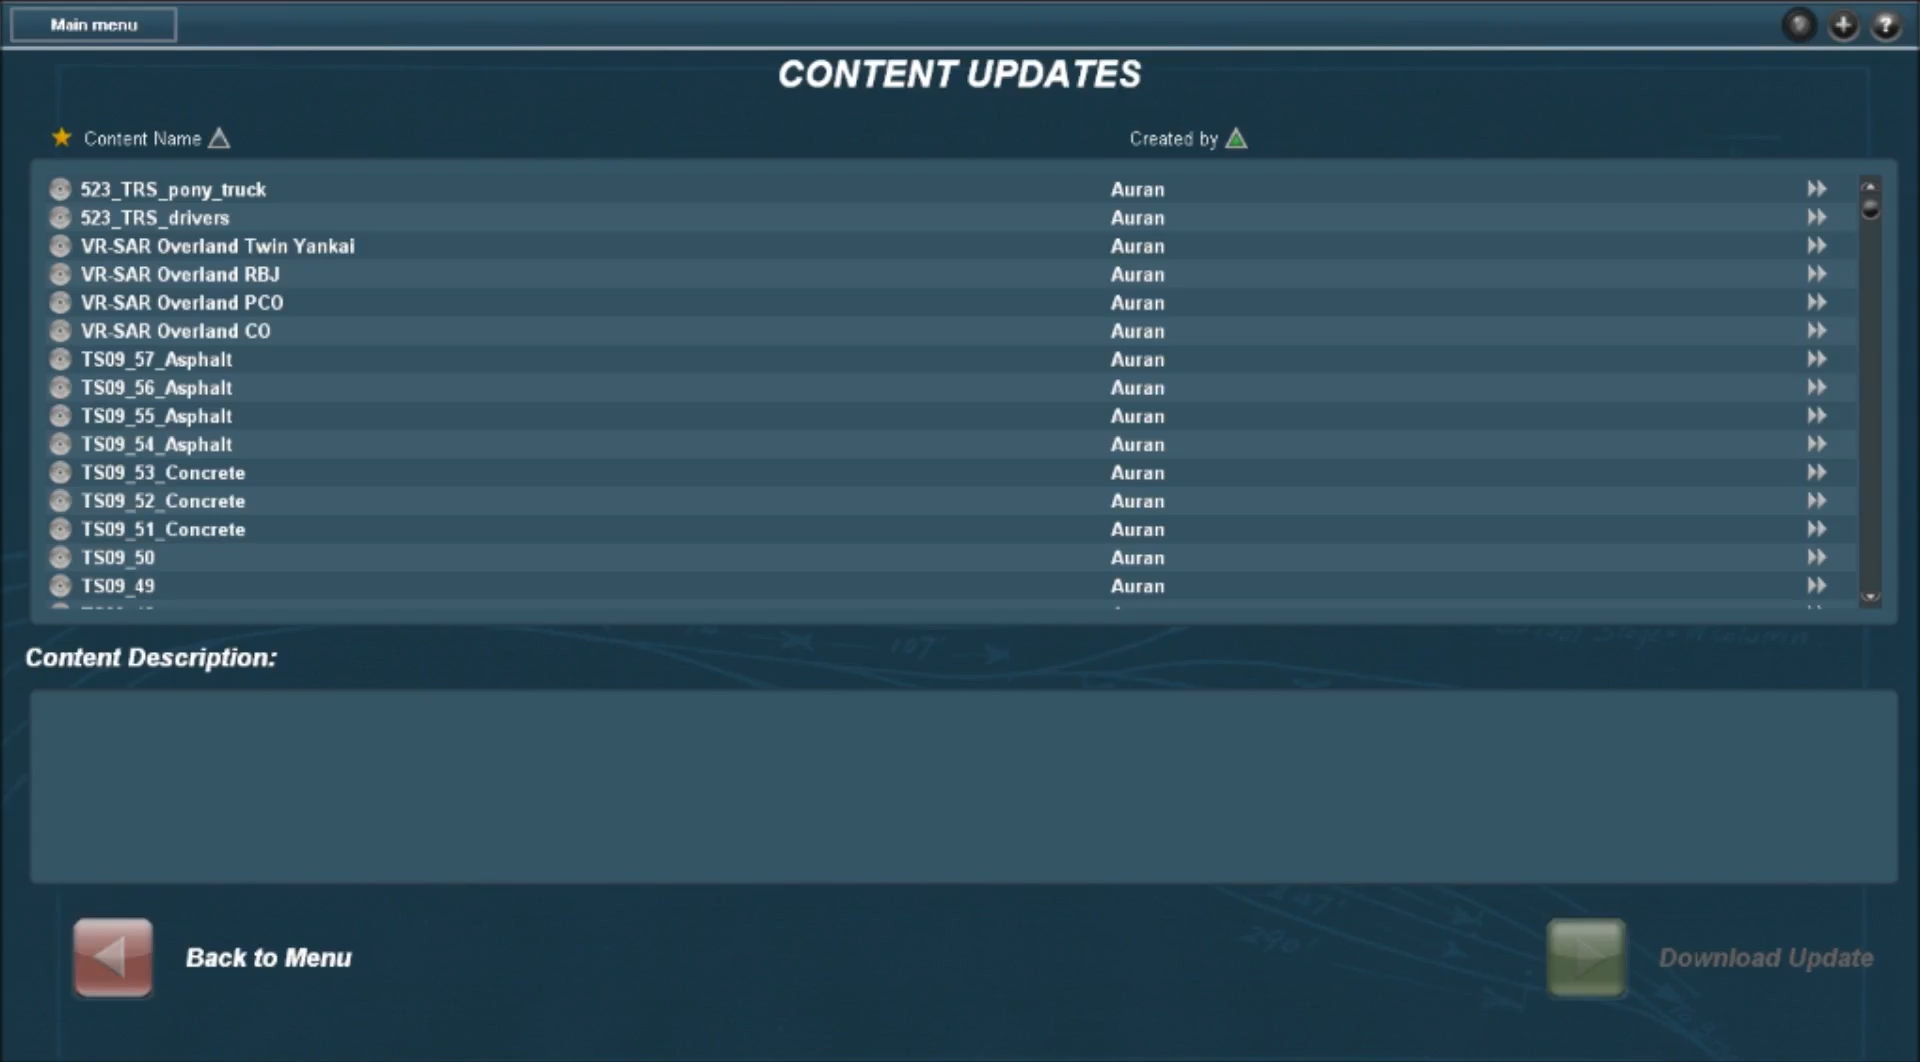 Main menu
?
CONTENT UPDATES
Content Name
Created by
523_TRS_pony_truck Auran
523_TRS_drivers Auran
VR-SAR Overland Twin Yankai Auran
VR-SAR Overland RBJ Auran
VR-SAR Overland PCO Auran
VR-SAR Overland CO Auran
TS09_57_Asphalt Auran
TS09_56_Asphalt Auran
TS09_55_Asphalt Auran
TS09_54_Asphalt Auran
TS09_53_Concrete Auran
TS09_52_Concrete Auran
TS09_51_Concrete Auran
TS09_50 Auran
TS09_49 Auran
107'
Content Description:
290'
Back to Menu
Download Update